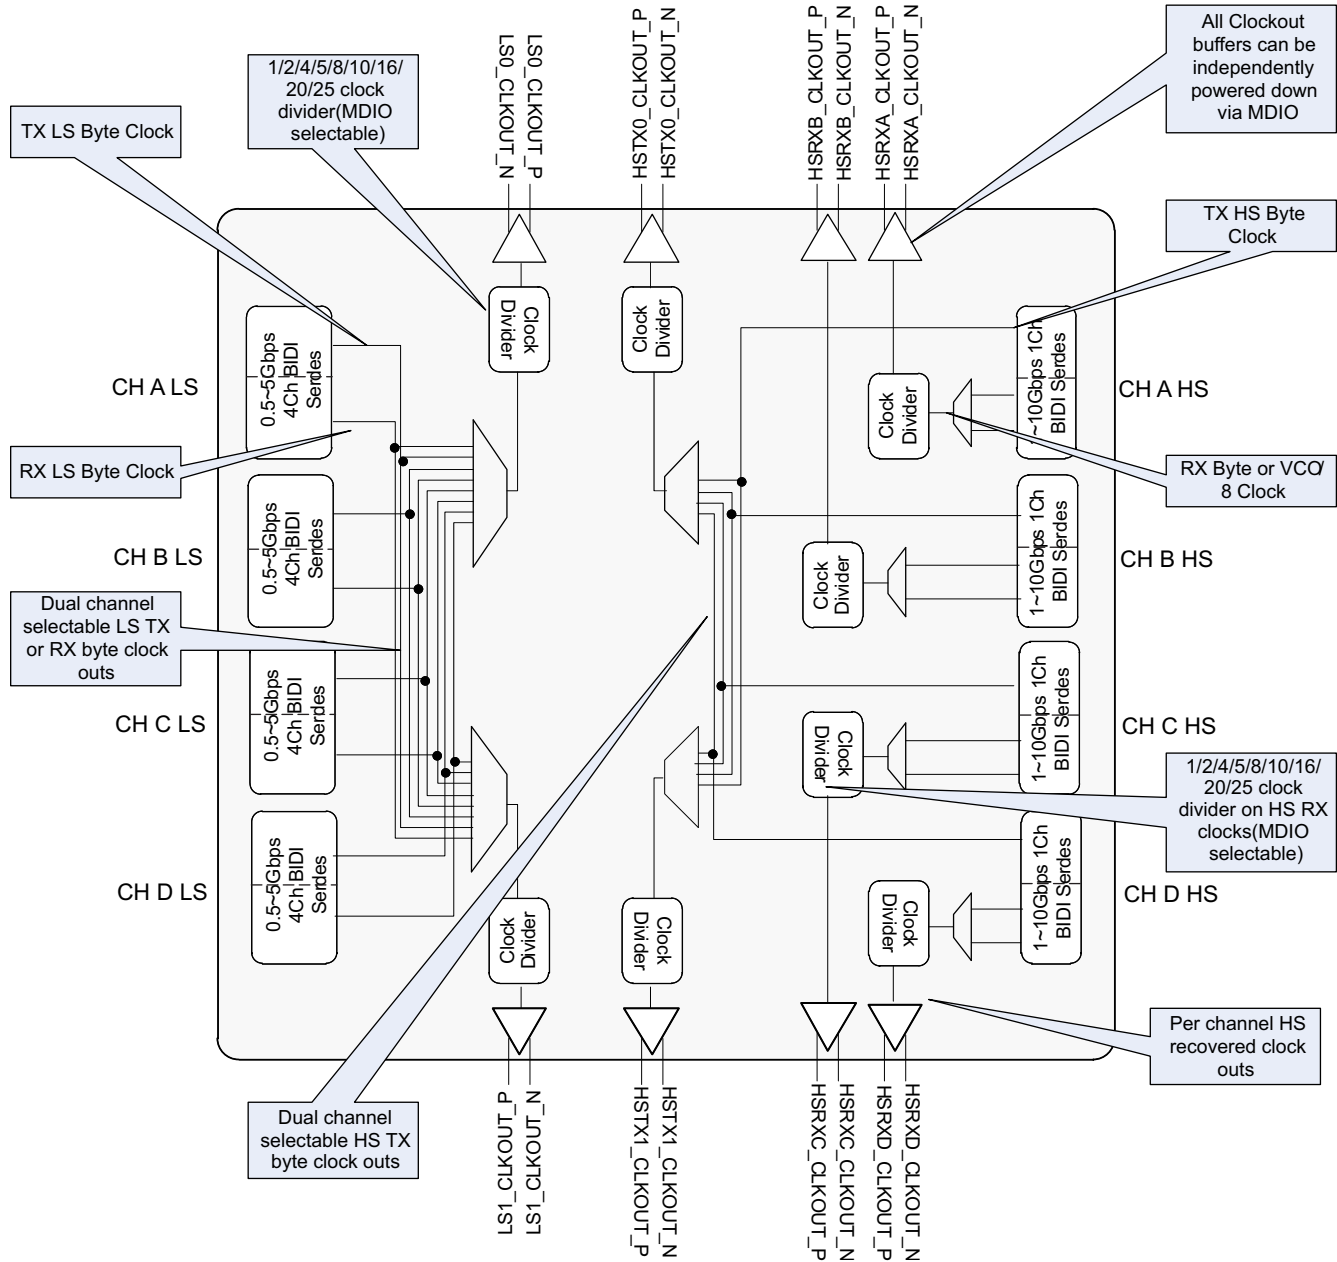 LS0_CLKOUT_N
LS0_CLKOUT_P
HSTX0_CLKOUT_P
HSTX0_CLKOUT_N
HSRXB_CLKOUT_P
HSRXB_CLKOUT_N
HSRXA_CLKOUT_P
HSRXA_CLKOUT_N
All Clockout
buffers can be
independently
powered down
via MDIO
1/2/4/5/8/10/16/
20/25 clock
divider(MDIO
selectable)
TX LS Byte Clock
TX HS Byte
Clock
Clock
Divider
Clock
Divider
CH A LS
0.5~5Gbps
4Ch BIDI
Serdes
Clock
Divider
1~10Gbps 1Ch
BIDI Serdes
CH A HS
RX LS Byte Clock
RX Byte or VCO/
8 Clock
CH B LS
0.5~5Gbps
4Ch BIDI
Serdes
Clock
Divider
1~10Gbps 1Ch
BIDI Serdes
CH B HS
Dual channel
selectable LS TX
or RX byte clock
outs
CH C LS
0.5~5Gbps
4Ch BIDI
Serdes
Clock
Divider
1~10Gbps 1Ch
BIDI Serdes
CH C HS
1/2/4/5/8/10/16/
20/25 clock
divider on HS RX
clocks(MDIO
selectable)
CH D LS
0.5~5Gbps
4Ch BIDI
Serdes
Clock
Divider
Clock
Divider
Clock
Divider
1~10Gbps 1Ch
BIDI Serdes
CH D HS
Per channel HS
recovered clock
outs
Dual channel
selectable HS TX
byte clock outs
LS1_CLKOUT_P
LS1_CLKOUT_N
HSTX1_CLKOUT_P
HSTX1_CLKOUT_N
HSRXC_CLKOUT_P
HSRXC_CLKOUT_N
HSRXD_CLKOUT_P
HSRXD_CLKOUT_N